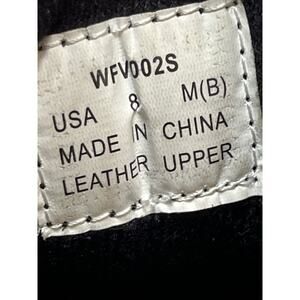 WFV002S
USA 8 M(B)
MADE IN CHINA
LEATHER UPPER